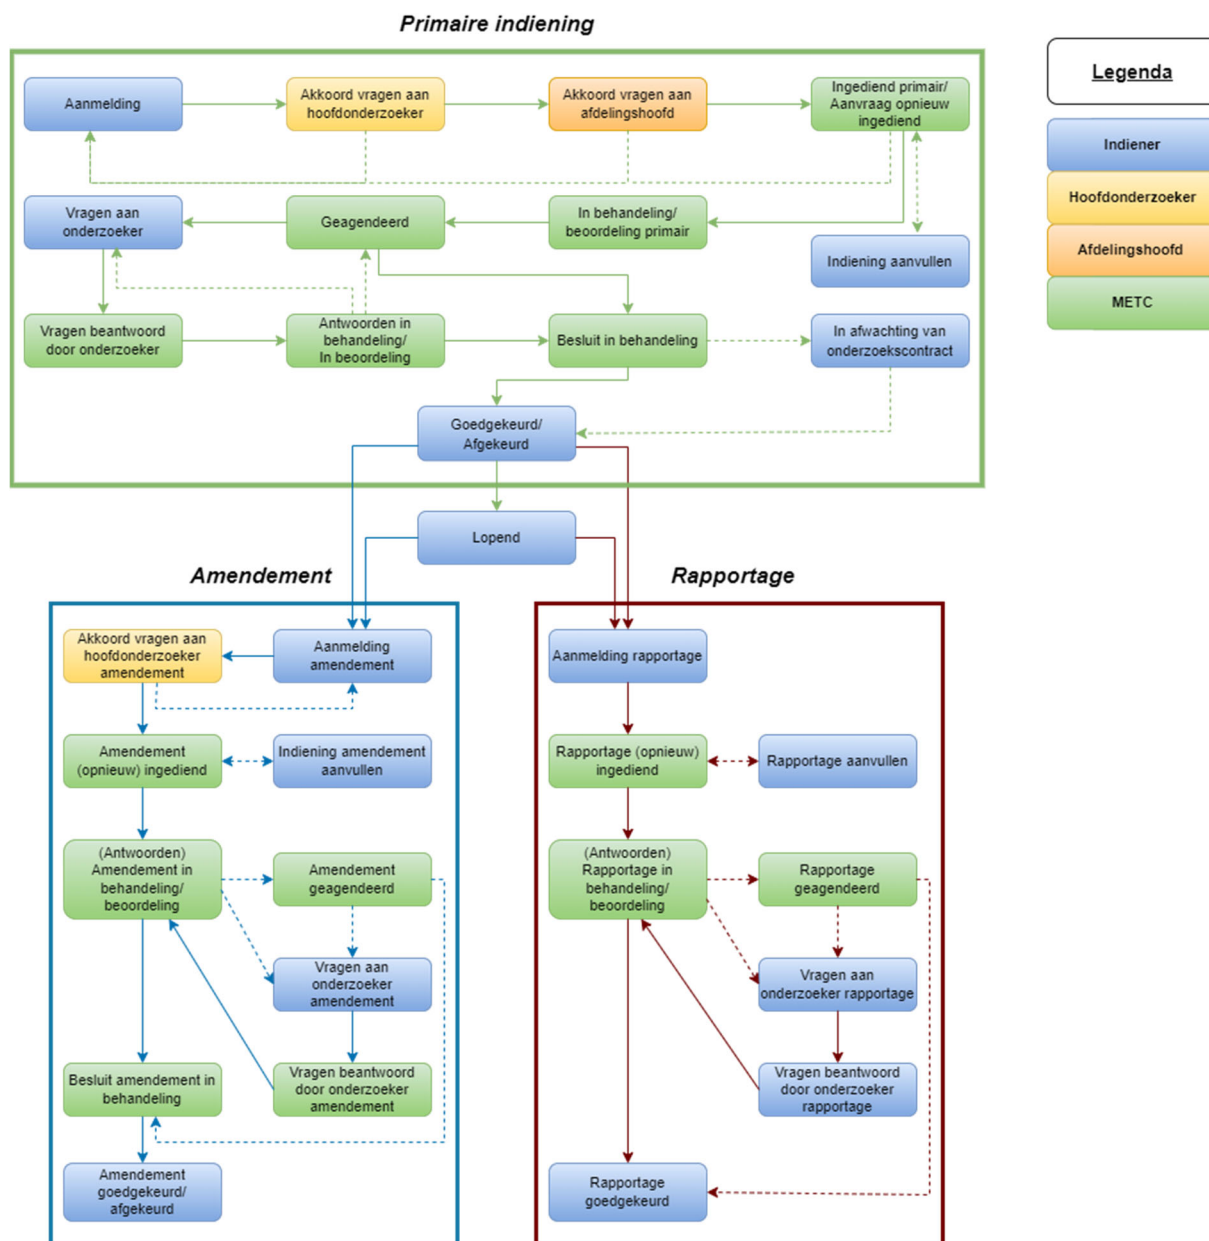 Primaire indiening
Legenda
Aanmelding
Akkoord vragen aan
hoofdonderzoeker
Akkoord vragen aan
afdelingshoofd
Ingediend primair/
Aanvraag opnieuw
ingediend
Indiener
Hoofdonderzoeker
Afdelingshoofd
METC
Vragen aan
onderzoeker
Geagendeerd
In behandeling/
beoordeling primair
Indiening aanvullen
Vragen beantwoord
door onderzoeker
Antwoorden in
behandeling/
In beoordeling
Besluit in behandeling
In afwachting van
onderzoekscontract
Goedgekeurd/
Afgekeurd
Lopend
Amendement
Akkoord vragen aan
hoofdonderzoeker
amendement
Aanmelding
amendement
Amendement
(opnieuw) ingediend
Indiening amendement
aanvullen
(Antwoorden)
Amendement in
behandeling/
beoordeling
Amendement
geagendeerd
Vragen aan
onderzoeker
amendement
Besluit amendement in
behandeling
Vragen beantwoord
door onderzoeker
amendement
Amendement
goedgekeurd/
afgekeurd
Rapportage
Aanmelding rapportage
Rapportage (opnieuw)
ingediend
Rapportage aanvullen
(Antwoorden)
Rapportage in
behandeling/
beoordeling
Rapportage
geagendeerd
Vragen aan
onderzoeker rapportage
Vragen beantwoord
door onderzoeker
rapportage
Rapportage
goedgekeurd